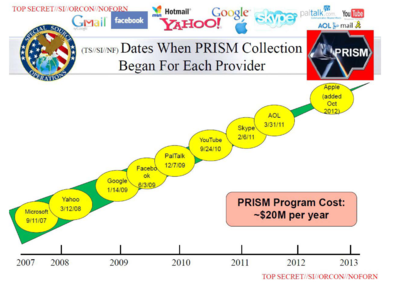 TOP SECRET//SI//ORCON//NOFORN
Gmail
facebook
Hotmail
YAHOO!
Google
skype
paltalk
YouTube
AOL mail
SPECIAL SOURCE OPERATIONS
(TS//SI//NF) Dates When PRISM Collection
Began For Each Provider
PRISM
Microsoft
9/11/07
Yahoo
3/12/08
Google
1/14/09
Facebo
ok
6/3/09
PalTalk
12/7/09
YouTube
9/24/10
Skype
2/6/11
AOL
3/31/11
Apple
(added
Oct
2012)
PRISM Program Cost:
~$20M per year
2007
2008
2009
2010
2011
2012
2013
TOP SECRET//SI//ORCON//NOFORN